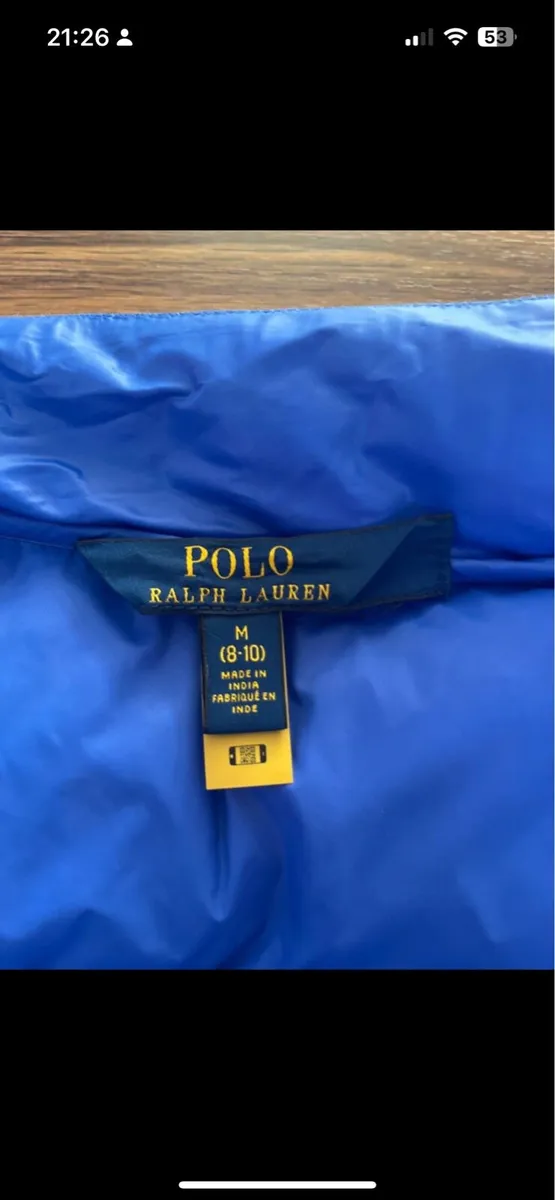 21:26
53
POLO
RALPH LAUREN
M
(8-10)
MADE IN
INDIA
FABRIQUÉ EN
INDE